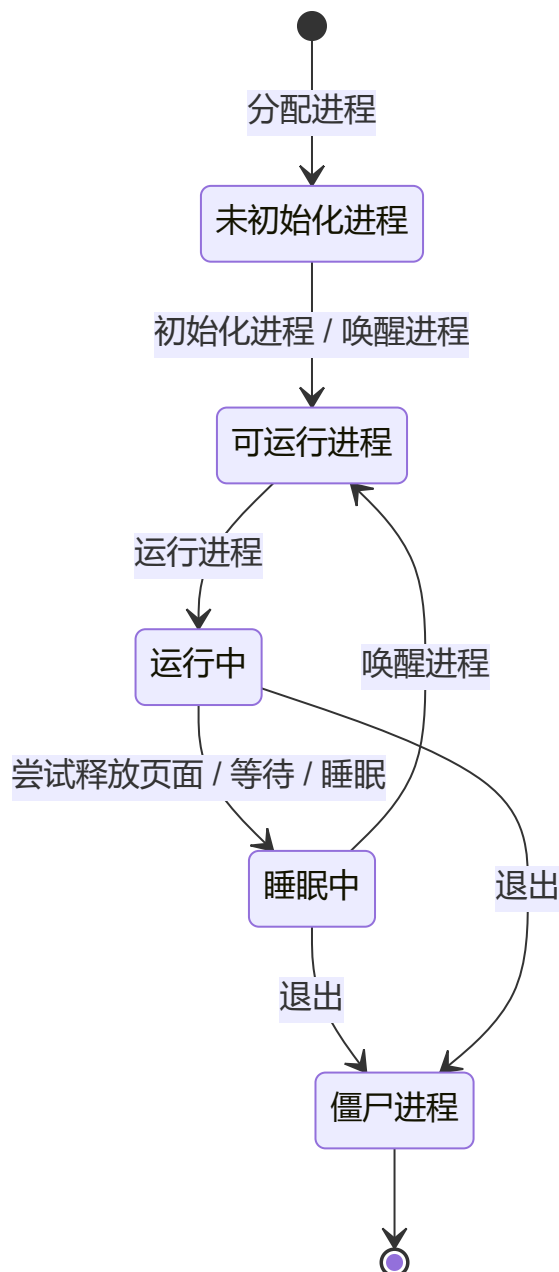 分配进程
未初始化进程
初始化进程 / 唤醒进程
可运行进程
运行进程
运行中
唤醒进程
尝试释放页面 / 等待 / 睡眠
睡眠中
退出
退出
僵尸进程